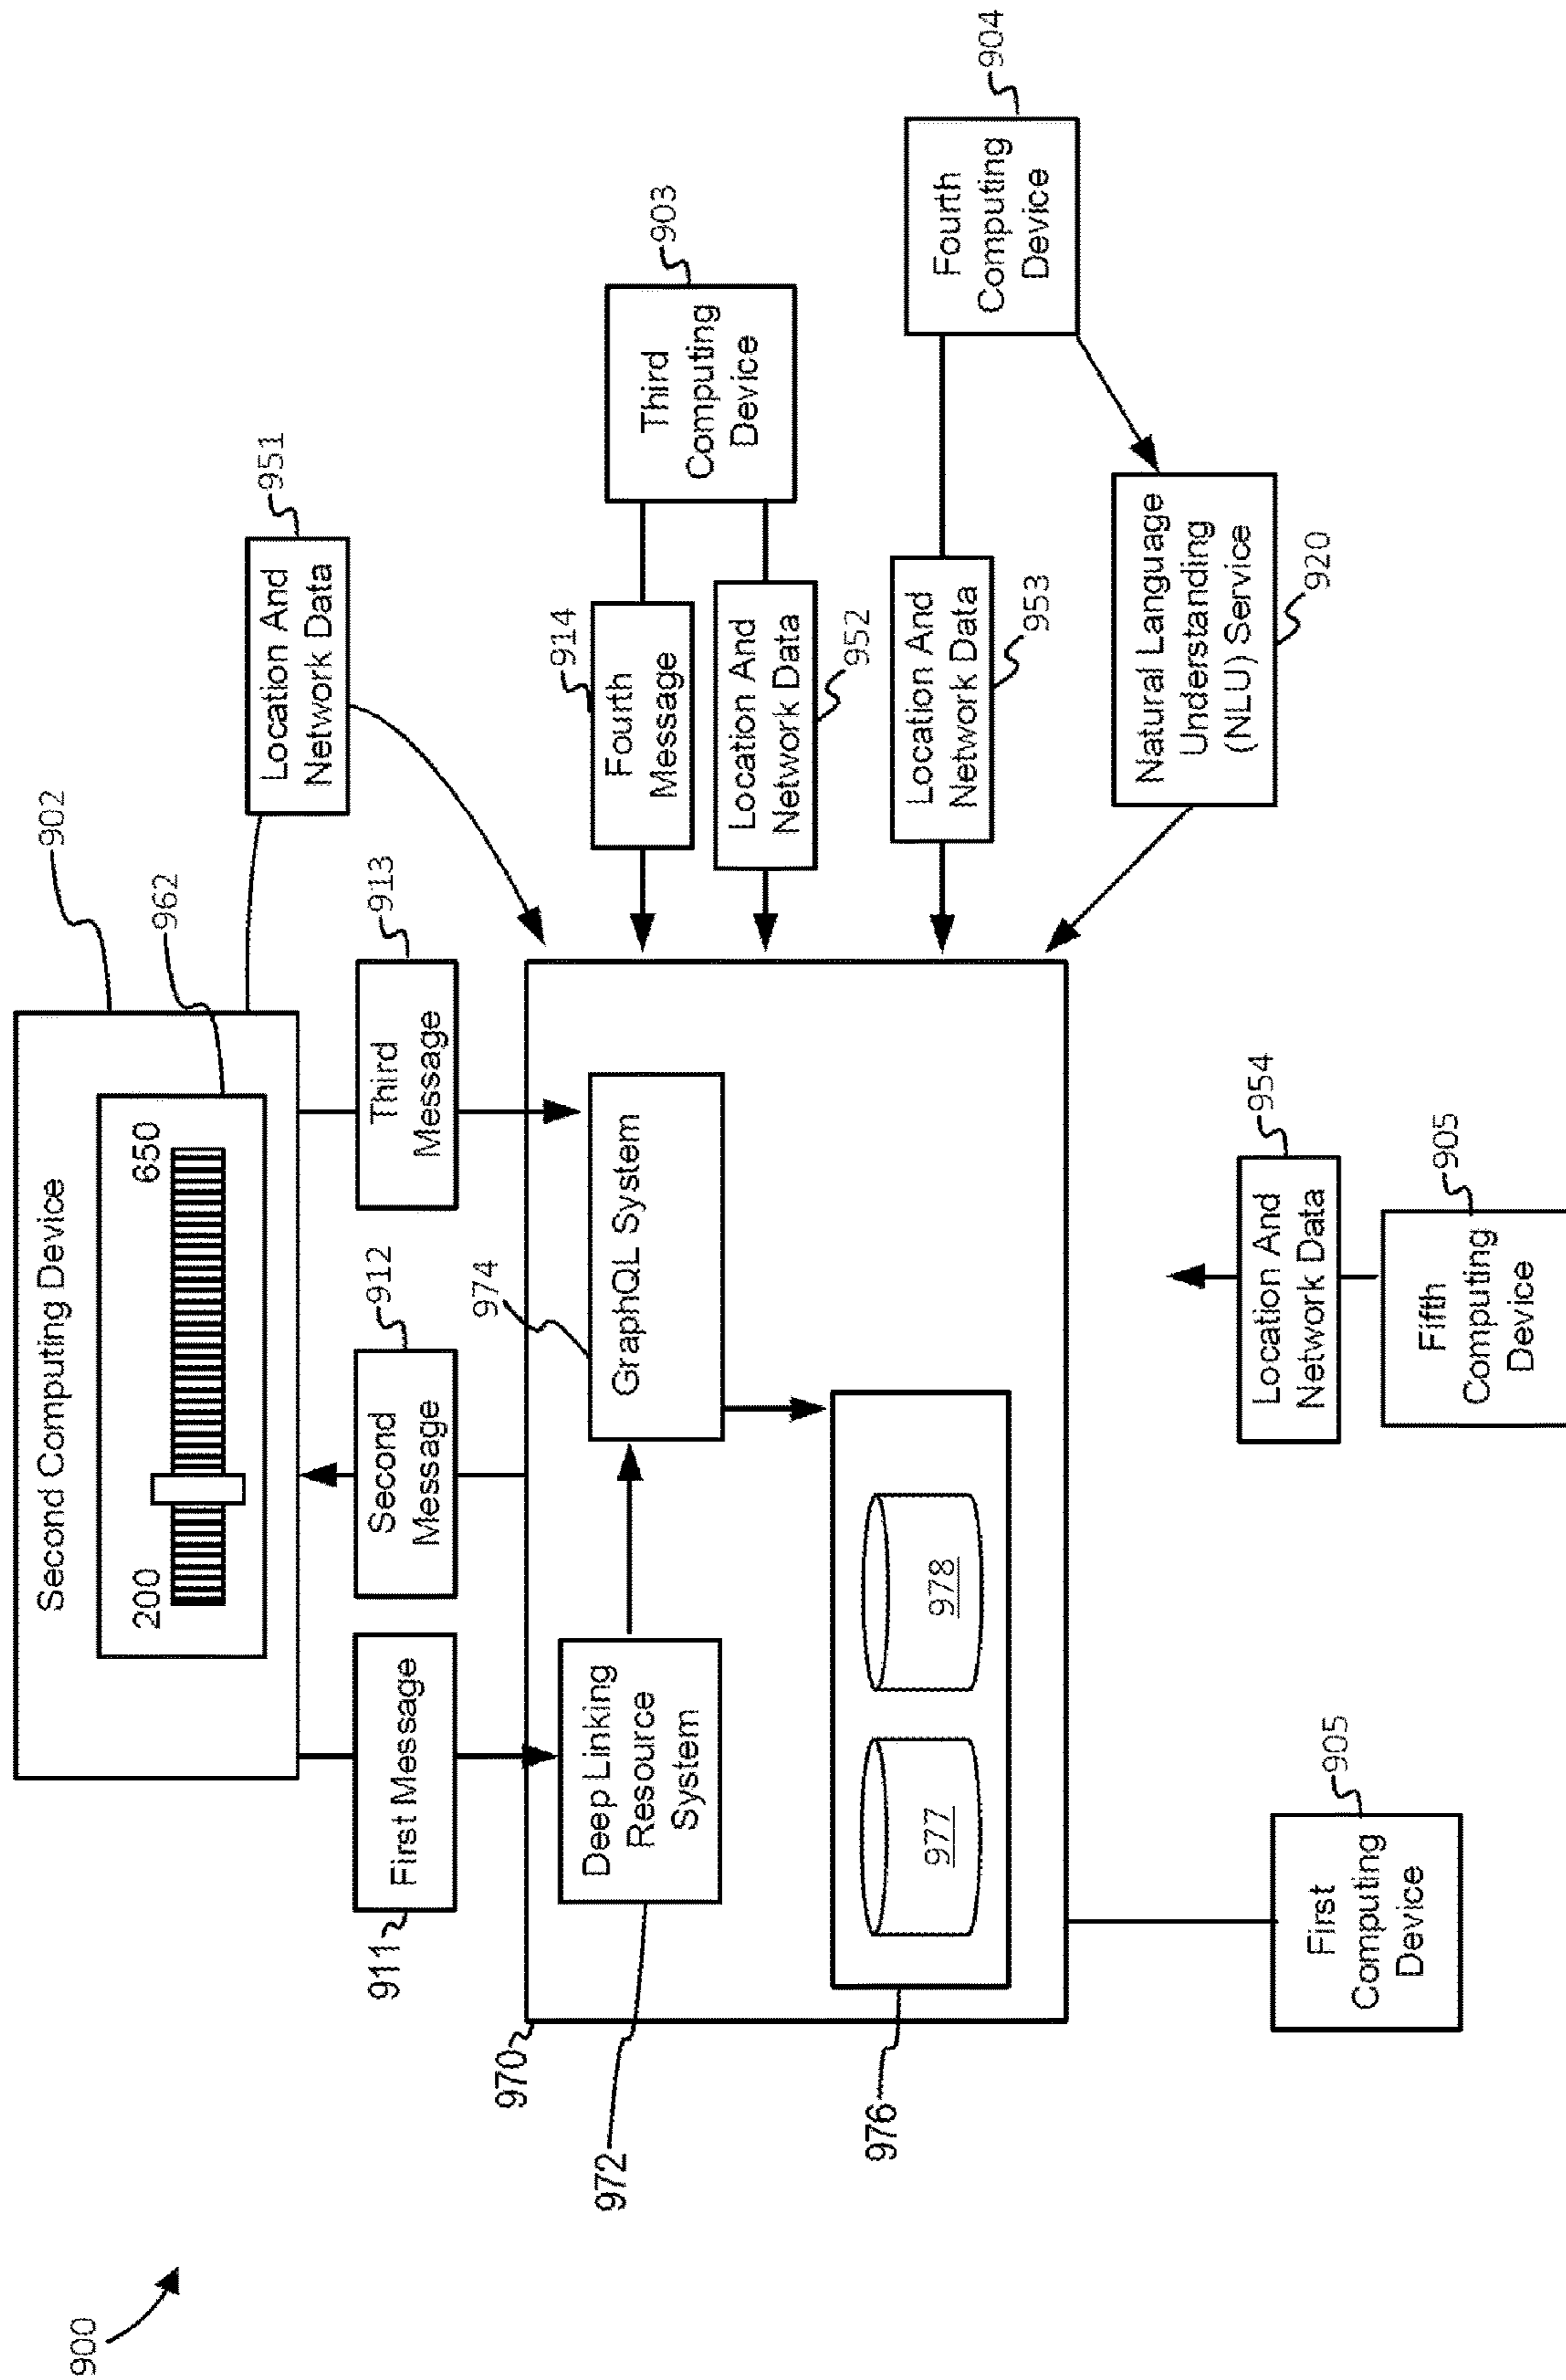 900
Second Computing Device
902
200
650
962
Location And
Network Data
951
911
First Message
Second
Message
912
Third
Message
913
970
972
Deep Linking
Resource
System
974
GraphQL System
976
977
978
914
Fourth
Message
Third
Computing
Device
903
Location And
Network Data
952
Location And
Network Data
953
Fourth
Computing
Device
904
Natural Language
Understanding
(NLU) Service
920
Location And
Network Data
954
Fifth
Computing
Device
905
First
Computing
Device
905